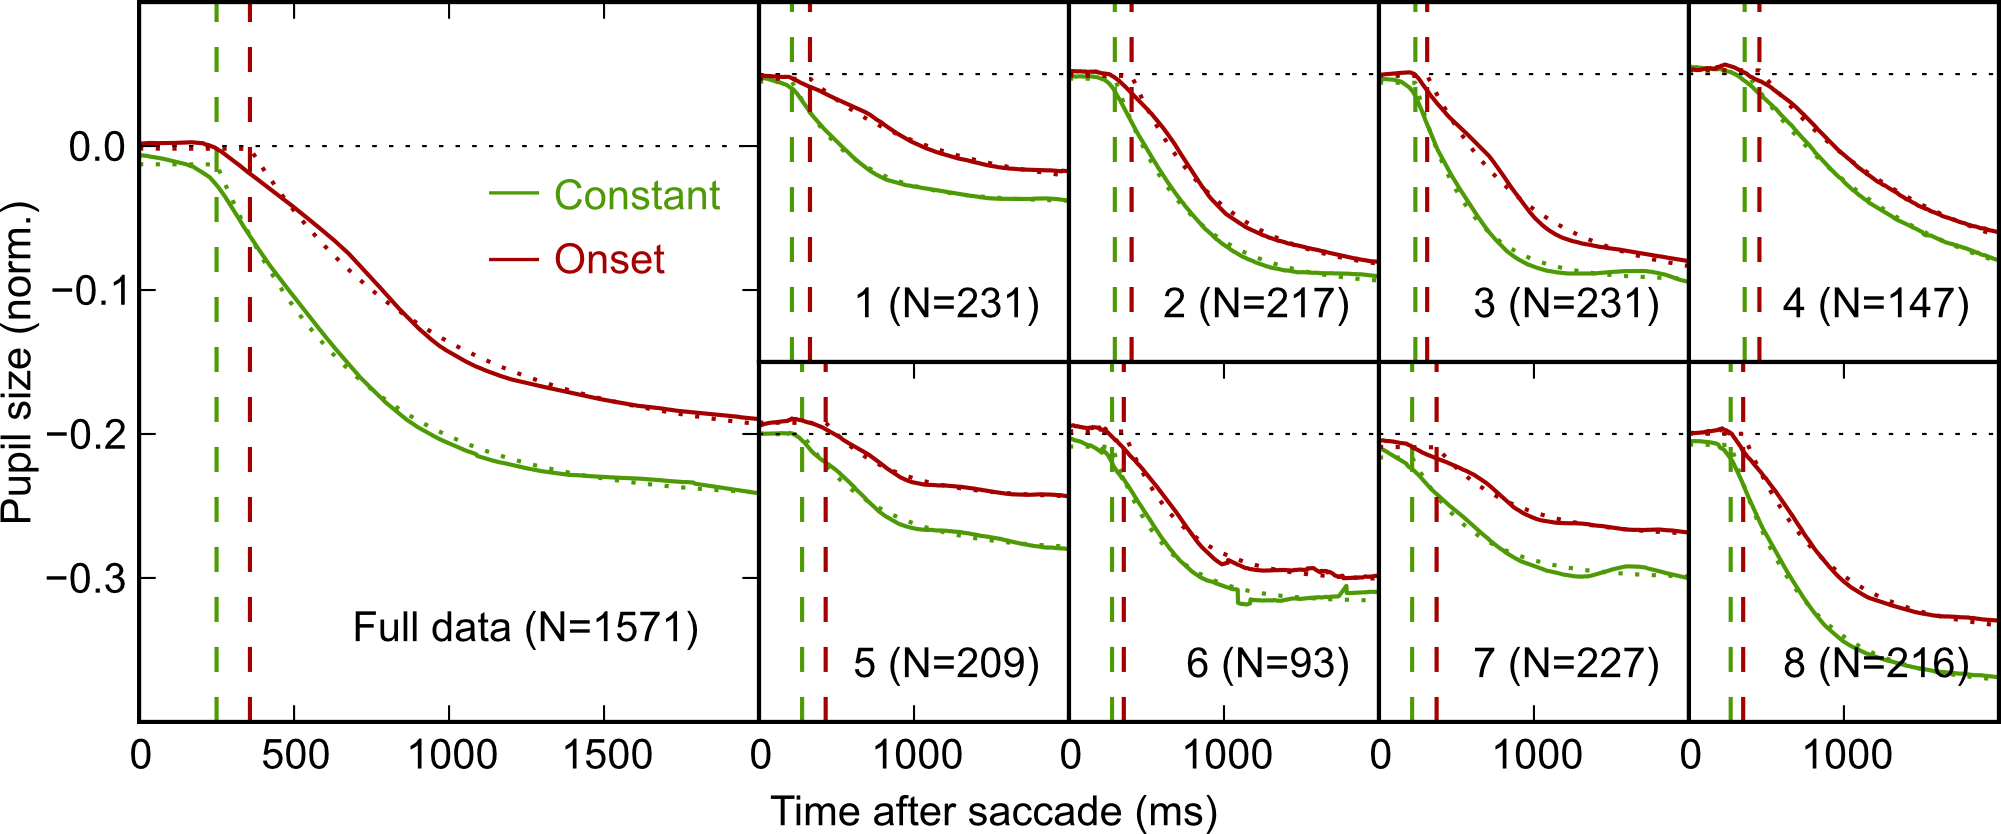 Pupil size (norm.)
0.0
−0.1
−0.2
−0.3
Constant
Onset
Full data (N=1571)
1 (N=231)
2 (N=217)
3 (N=231)
4 (N=147)
5 (N=209)
6 (N=93)
7 (N=227)
8 (N=216)
0 500 1000 1500 0 1000 0 1000 0 1000 0 1000
Time after saccade (ms)